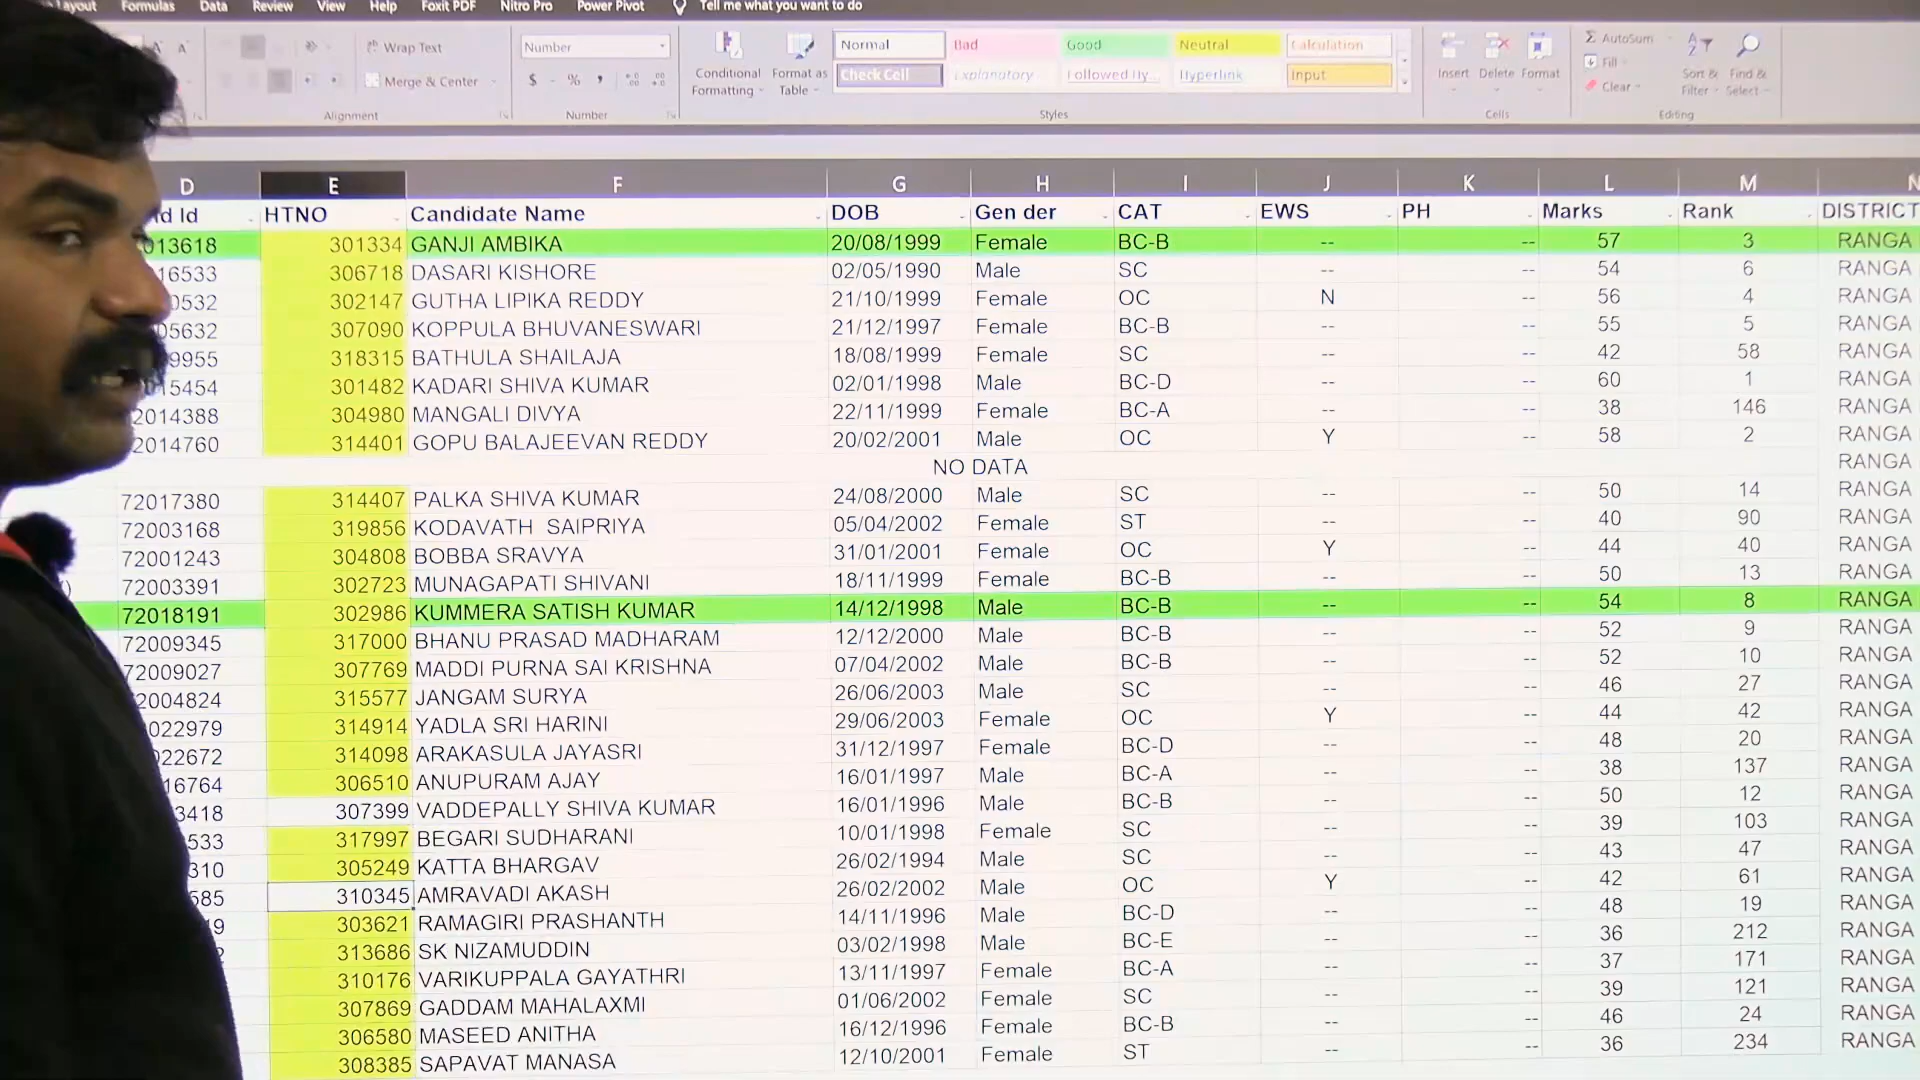 Layout Formulas Data Review View Help Foxit PDF Nitro Pro Power Pivot Tell me what you want to do
Wrap Text
Merge & Center
Alignment
Number
$ % ,
Number
Conditional Formatting
Format as Table
Normal Bad Good Neutral Calculation
Check Cell Explanatory Followed Hy... Hyperlink Input
Styles
Insert Delete Format
Cells
AutoSum
Fill
Clear
Sort & Filter
Find & Select
Editing
D E F G H I J K L M N
Id HTNO Candidate Name DOB Gen der CAT EWS PH Marks Rank DISTRICT
013618 301334 GANJI AMBIKA 20/08/1999 Female BC-B -- -- 57 3 RANGA
16533 306718 DASARI KISHORE 02/05/1990 Male SC -- -- 54 6 RANGA
0532 302147 GUTHA LIPIKA REDDY 21/10/1999 Female OC N -- 56 4 RANGA
05632 307090 KOPPULA BHUVANESWARI 21/12/1997 Female BC-B -- -- 55 5 RANGA
9955 318315 BATHULA SHAILAJA 18/08/1999 Female SC -- -- 42 58 RANGA
15454 301482 KADARI SHIVA KUMAR 02/01/1998 Male BC-D -- -- 60 1 RANGA
2014388 304980 MANGALI DIVYA 22/11/1999 Female BC-A -- -- 38 146 RANGA
2014760 314401 GOPU BALAJEEVAN REDDY 20/02/2001 Male OC Y -- 58 2 RANGA
NO DATA RANGA
72017380 314407 PALKA SHIVA KUMAR 24/08/2000 Male SC -- -- 50 14 RANGA
72003168 319856 KODAVATH SAIPRIYA 05/04/2002 Female ST -- -- 40 90 RANGA
72001243 304808 BOBBA SRAVYA 31/01/2001 Female OC Y -- 44 40 RANGA
72003391 302723 MUNAGAPATI SHIVANI 18/11/1999 Female BC-B -- -- 50 13 RANGA
72018191 302986 KUMMERA SATISH KUMAR 14/12/1998 Male BC-B -- -- 54 8 RANGA
72009345 317000 BHANU PRASAD MADHARAM 12/12/2000 Male BC-B -- -- 52 9 RANGA
72009027 307769 MADDI PURNA SAI KRISHNA 07/04/2002 Male BC-B -- -- 52 10 RANGA
2004824 315577 JANGAM SURYA 26/06/2003 Male SC -- -- 46 27 RANGA
022979 314914 YADLA SRI HARINI 29/06/2003 Female OC Y -- 44 42 RANGA
22672 314098 ARAKASULA JAYASRI 31/12/1997 Female BC-D -- -- 48 20 RANGA
16764 306510 ANUPURAM AJAY 16/01/1997 Male BC-A -- -- 38 137 RANGA
3418 307399 VADDEPALLY SHIVA KUMAR 16/01/1996 Male BC-B -- -- 50 12 RANGA
533 317997 BEGARI SUDHARANI 10/01/1998 Female SC -- -- 39 103 RANGA
310 305249 KATTA BHARGAV 26/02/1994 Male SC -- -- 43 47 RANGA
585 310345 AMRAVADI AKASH 26/02/2002 Male OC Y -- 42 61 RANGA
9 303621 RAMAGIRI PRASHANTH 14/11/1996 Male BC-D -- -- 48 19 RANGA
313686 SK NIZAMUDDIN 03/02/1998 Male BC-E -- -- 36 212 RANGA
310176 VARIKUPPALA GAYATHRI 13/11/1997 Female BC-A -- -- 37 171 RANGA
307869 GADDAM MAHALAXMI 01/06/2002 Female SC -- -- 39 121 RANGA
306580 MASEED ANITHA 16/12/1996 Female BC-B -- -- 46 24 RANGA
308385 SAPAVAT MANASA 12/10/2001 Female ST -- -- 36 234 RANGA